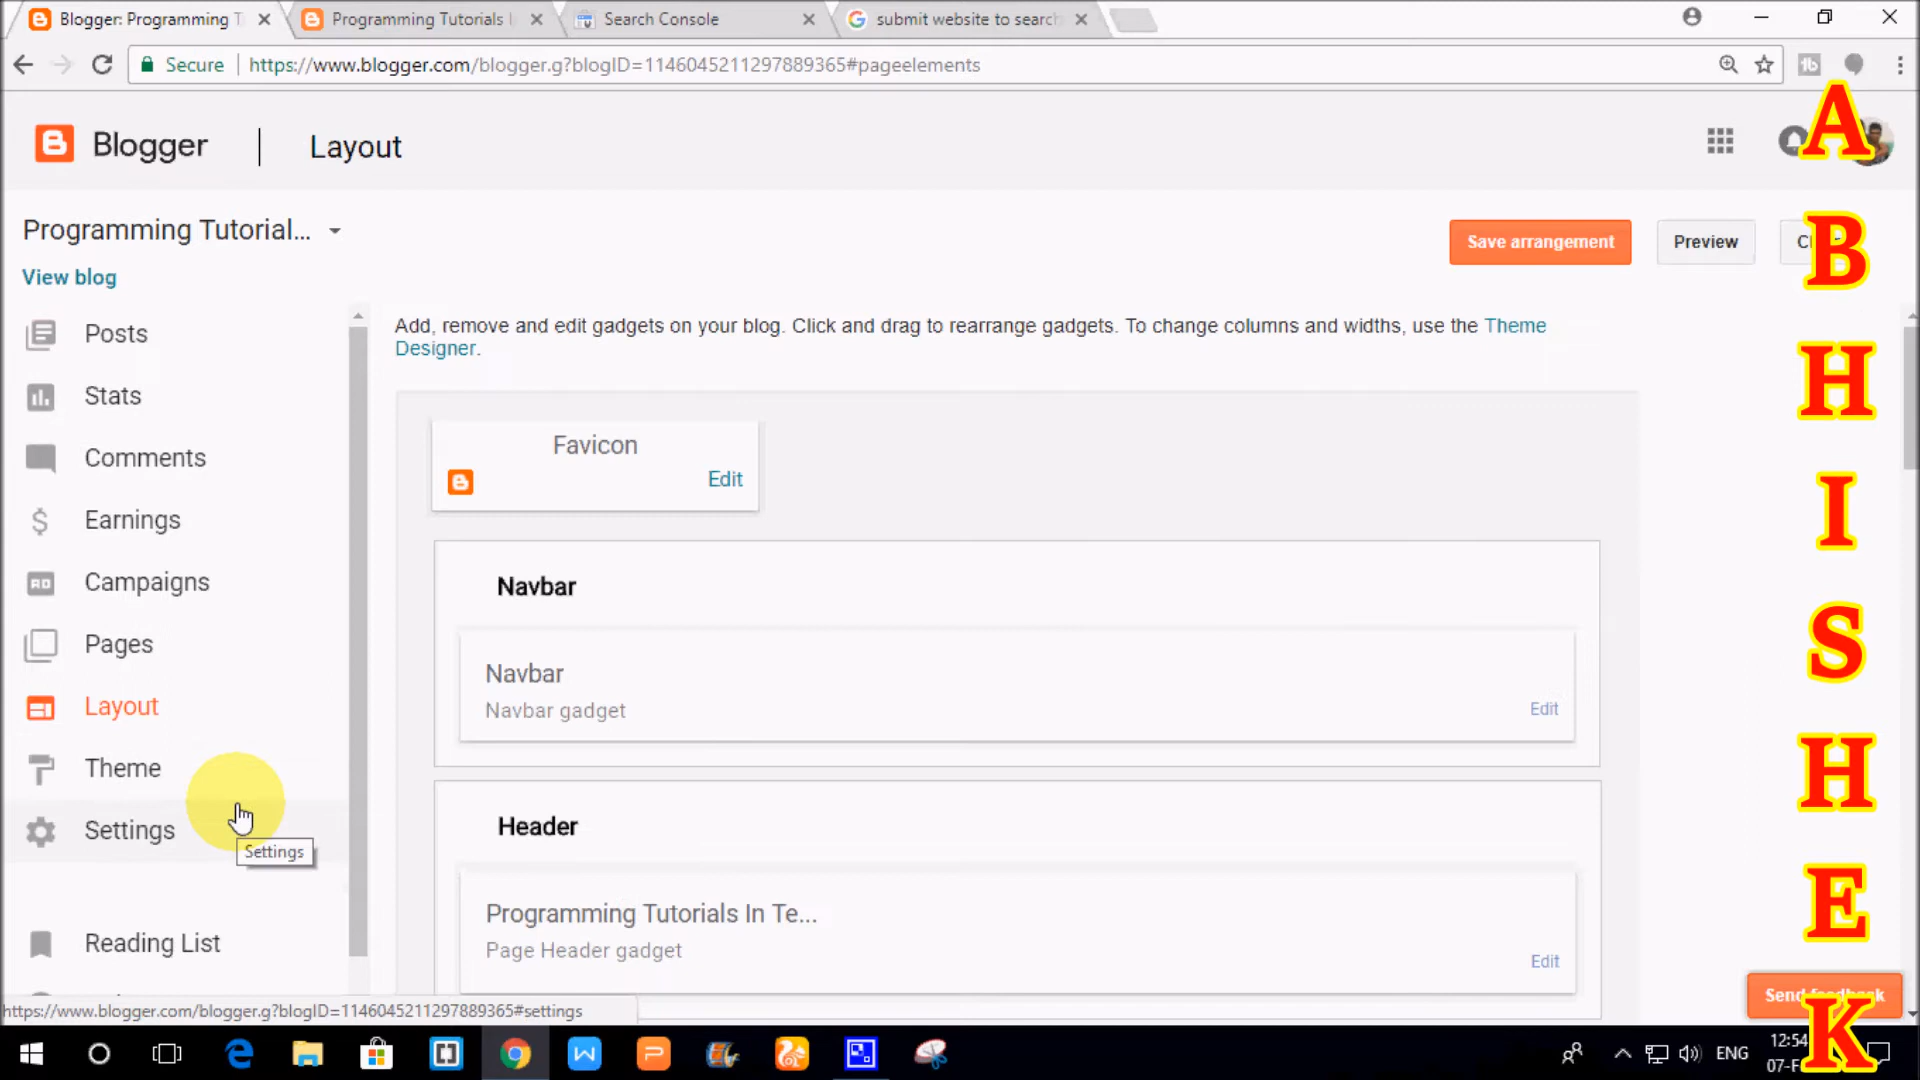 Blogger: Programming T
Programming Tutorials I
Search Console
submit website to search
Secure
https://www.blogger.com/blogger.g?blogID=1146045211297889365#pageelements
Blogger
Layout
Programming Tutorial...
View blog
Save arrangement
Preview
Posts
Stats
Comments
Earnings
Campaigns
Pages
Layout
Theme
Settings
Settings
Reading List
Add, remove and edit gadgets on your blog. Click and drag to rearrange gadgets. To change columns and widths, use the Theme
Designer.
Favicon
Edit
Navbar
Navbar
Navbar gadget
Edit
Header
Programming Tutorials In Te...
Page Header gadget
Edit
Send feedback
https://www.blogger.com/blogger.g?blogID=1146045211297889365#settings
ENG
12:54
A
B
H
I
S
H
E
K